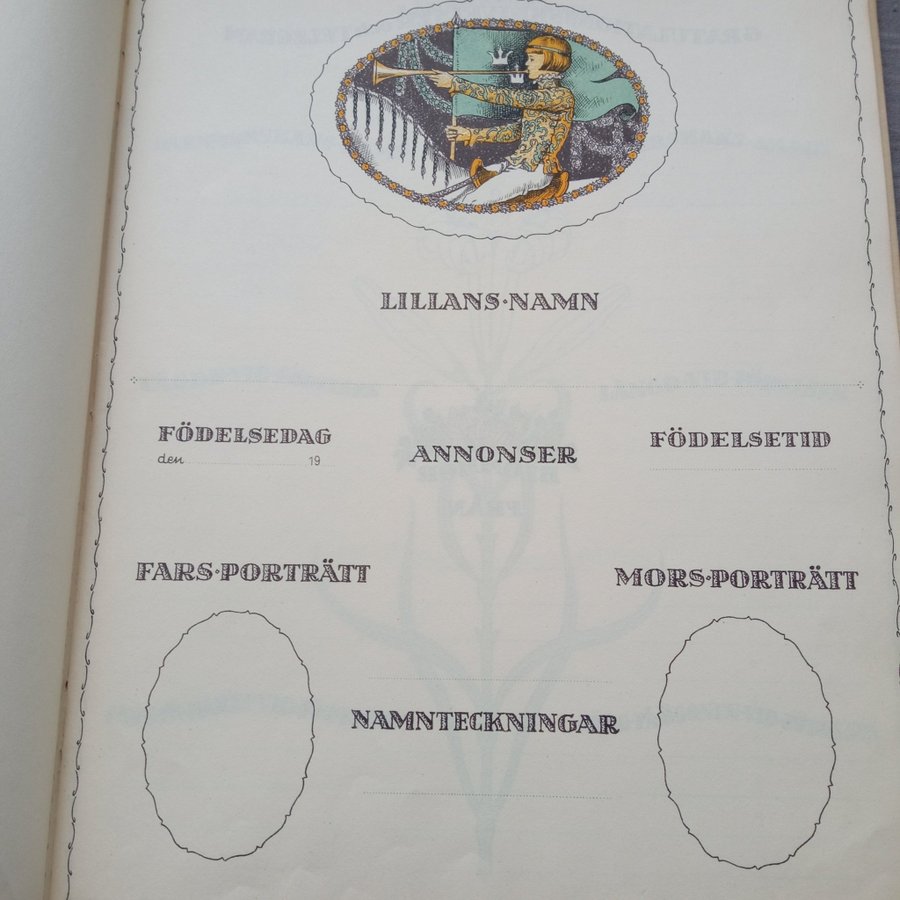 LILLANS·NAMN
FÖDELSEDAG
den 19
ANNONSER
FÖDELSETID
FARS·PORTRÄTT
MORS·PORTRÄTT
NAMNTECKNINGAR